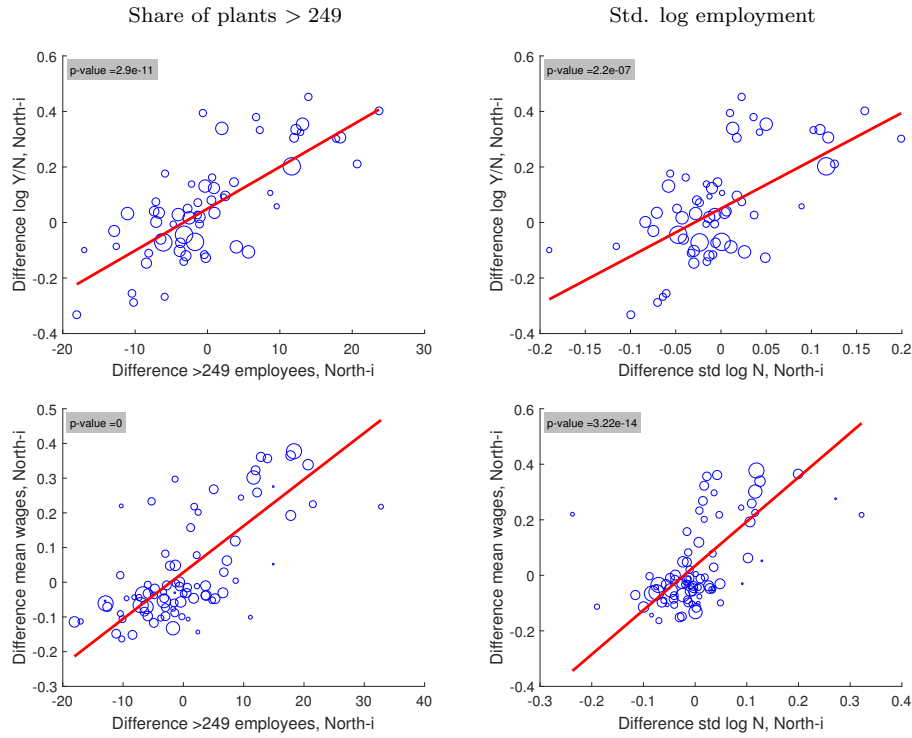 Share of plants > 249
Std. log employment
p-value =2.9e-11
Difference log Y/N, North-i
0.6
0.4
0.2
0
-0.2
-0.4
-20 -10 0 10 20 30
Difference >249 employees, North-i
p-value =2.2e-07
Difference log Y/N, North-i
0.6
0.4
0.2
0
-0.2
-0.4
-0.2 -0.15 -0.1 -0.05 0 0.05 0.1 0.15 0.2
Difference std log N, North-i
p-value =0
Difference mean wages, North-i
0.5
0.4
0.3
0.2
0.1
0
-0.1
-0.2
-0.3
-20 -10 0 10 20 30 40
Difference >249 employees, North-i
p-value =3.22e-14
Difference mean wages, North-i
0.6
0.4
0.2
0
-0.2
-0.4
-0.3 -0.2 -0.1 0 0.1 0.2 0.3 0.4
Difference std log N, North-i